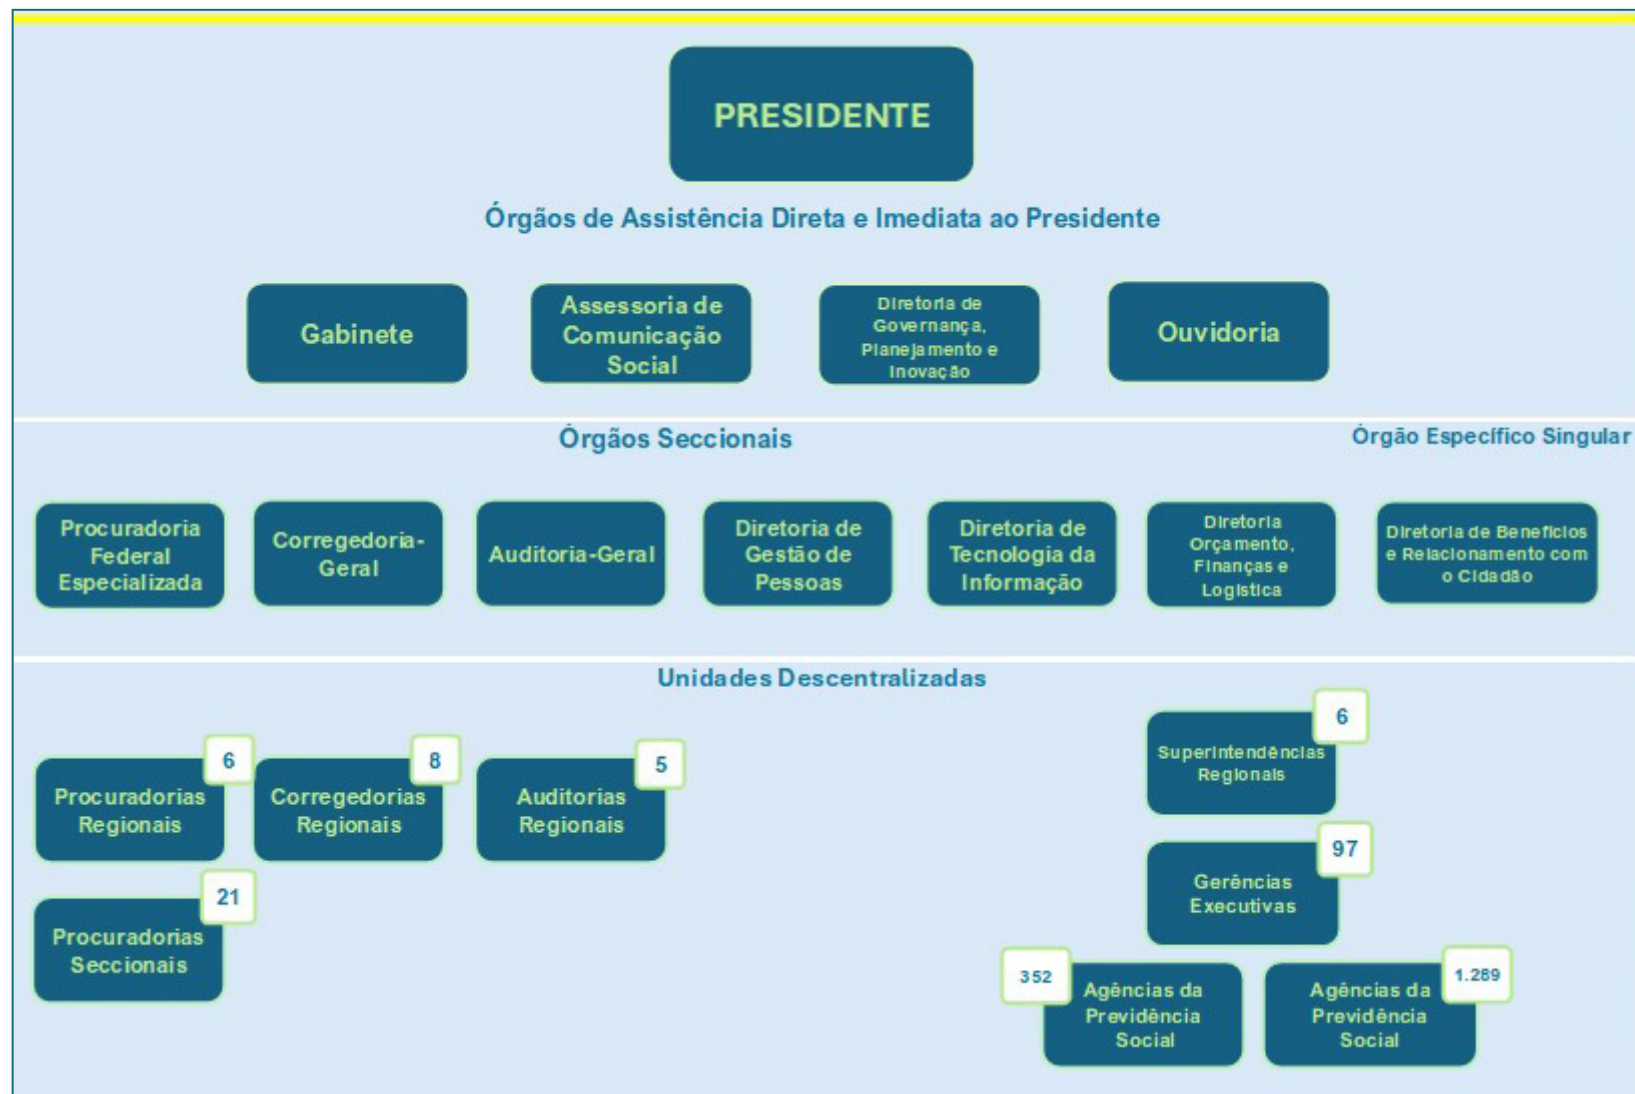 PRESIDENTE
Órgãos de Assistência Direta e Imediata ao Presidente
Gabinete
Assessoria de
Comunicação
Social
Diretoria de
Governança,
Planejamento e
Inovação
Ouvidoria
Órgãos Seccionais
Órgão Específico Singular
Procuradoria
Federal
Especializada
Corregedoria-
Geral
Auditoria-Geral
Diretoria de
Gestão de
Pessoas
Diretoria de
Tecnologia da
Informação
Diretoria
Orçamento,
Finanças e
Logística
Diretoria de Benefícios
e Relacionamento com
o Cidadão
Unidades Descentralizadas
6
Procuradorias
Regionais
8
Corregedorias
Regionais
5
Auditorias
Regionais
6
Superintendências
Regionais
21
Procuradorias
Seccionais
97
Gerências
Executivas
352
Agências da
Previdência
Social
1.289
Agências da
Previdência
Social